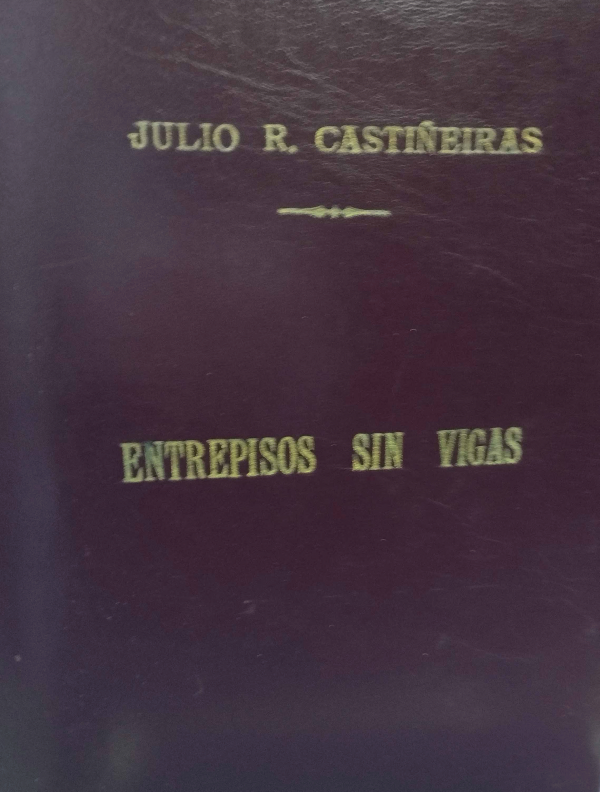 JULIO R. CASTIÑEIRAS
ENTREPISOS SIN VIGAS